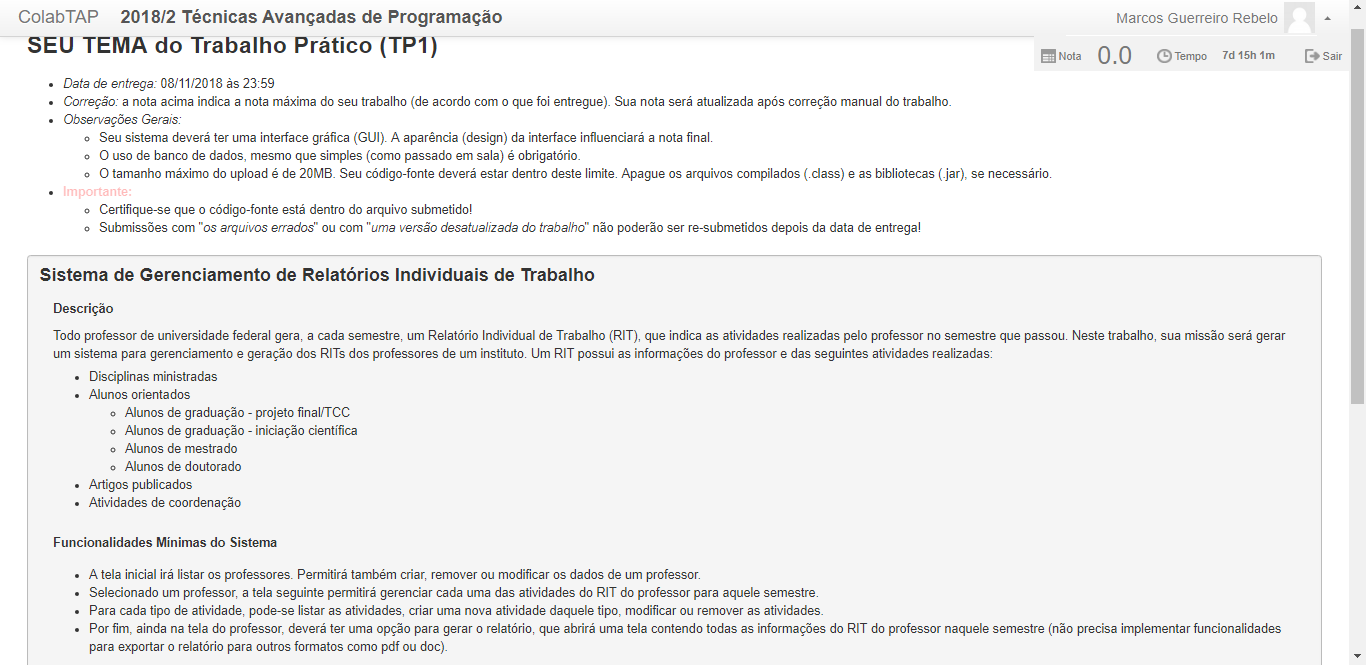 ColabTAP 2018/2 Técnicas Avançadas de Programação
Marcos Guerreiro Rebelo
SEU TEMA do Trabalho Prático (TP1)
Nota 0.0 Tempo 7d 15h 1m Sair
Data de entrega: 08/11/2018 às 23:59
Correção: a nota acima indica a nota máxima do seu trabalho (de acordo com o que foi entregue). Sua nota será atualizada após correção manual do trabalho.
Observações Gerais:
Seu sistema deverá ter uma interface gráfica (GUI). A aparência (design) da interface influenciará a nota final.
O uso de banco de dados, mesmo que simples (como passado em sala) é obrigatório.
O tamanho máximo do upload é de 20MB. Seu código-fonte deverá estar dentro deste limite. Apague os arquivos compilados (.class) e as bibliotecas (.jar), se necessário.
Importante:
Certifique-se que o código-fonte está dentro do arquivo submetido!
Submissões com "os arquivos errados" ou com "uma versão desatualizada do trabalho" não poderão ser re-submetidos depois da data de entrega!
Sistema de Gerenciamento de Relatórios Individuais de Trabalho
Descrição
Todo professor de universidade federal gera, a cada semestre, um Relatório Individual de Trabalho (RIT), que indica as atividades realizadas pelo professor no semestre que passou. Neste trabalho, sua missão será gerar
um sistema para gerenciamento e geração dos RITs dos professores de um instituto. Um RIT possui as informações do professor e das seguintes atividades realizadas:
Disciplinas ministradas
Alunos orientados
Alunos de graduação - projeto final/TCC
Alunos de graduação - iniciação científica
Alunos de mestrado
Alunos de doutorado
Artigos publicados
Atividades de coordenação
Funcionalidades Mínimas do Sistema
A tela inicial irá listar os professores. Permitirá também criar, remover ou modificar os dados de um professor.
Selecionado um professor, a tela seguinte permitirá gerenciar cada uma das atividades do RIT do professor para aquele semestre.
Para cada tipo de atividade, pode-se listar as atividades, criar uma nova atividade daquele tipo, modificar ou remover as atividades.
Por fim, ainda na tela do professor, deverá ter uma opção para gerar o relatório, que abrirá uma tela contendo todas as informações do RIT do professor naquele semestre (não precisa implementar funcionalidades
para exportar o relatório para outros formatos como pdf ou doc).